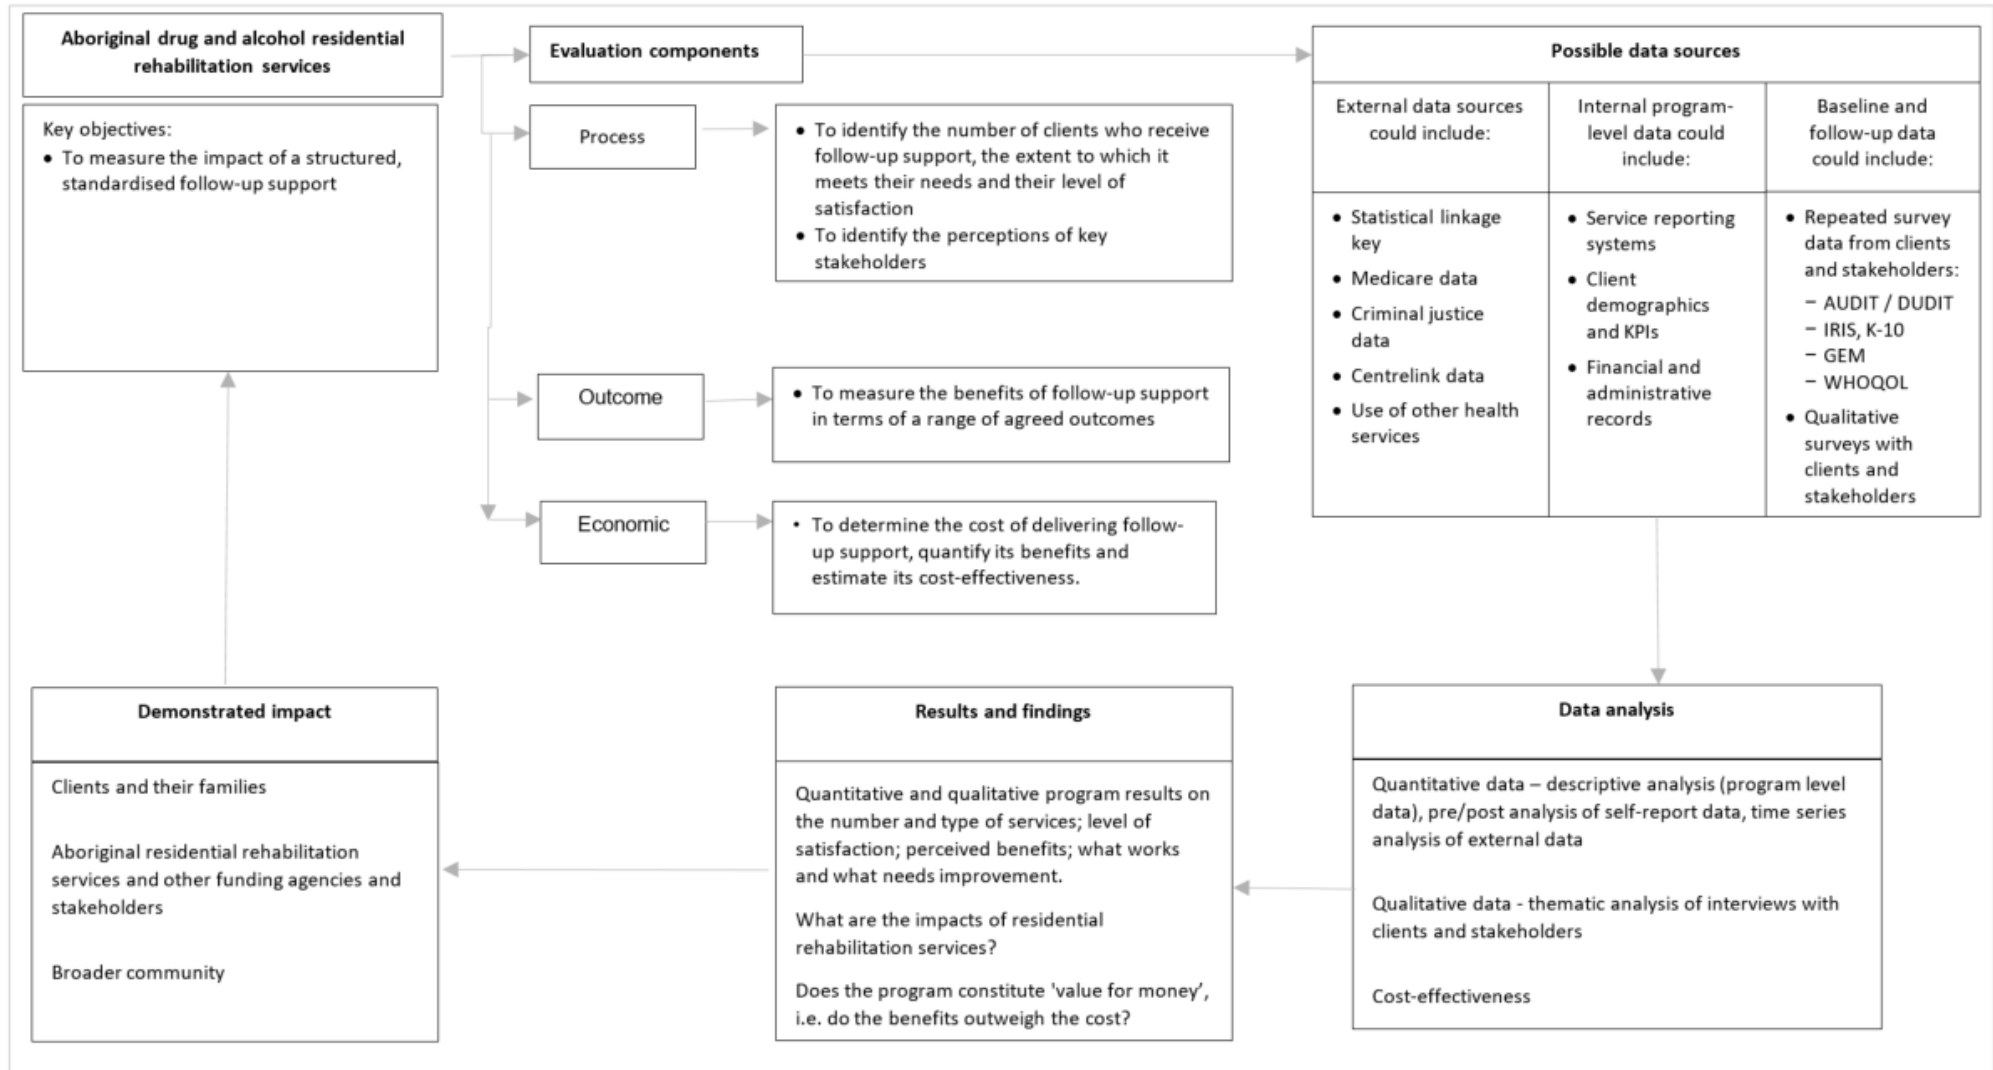 Aboriginal drug and alcohol residential
rehabilitation services
Key objectives:
• To measure the impact of a structured,
standardised follow-up support
Evaluation components
Process
• To identify the number of clients who receive
follow-up support, the extent to which it
meets their needs and their level of
satisfaction
• To identify the perceptions of key
stakeholders
Outcome
• To measure the benefits of follow-up support
in terms of a range of agreed outcomes
Economic
• To determine the cost of delivering follow-
up support, quantify its benefits and
estimate its cost-effectiveness.
Possible data sources
External data sources
could include:
• Statistical linkage
key
• Medicare data
• Criminal justice
data
• Centrelink data
• Use of other health
services
Internal program-
level data could
include:
• Service reporting
systems
• Client
demographics
and KPIs
• Financial and
administrative
records
Baseline and
follow-up data
could include:
• Repeated survey
data from clients
and stakeholders:
– AUDIT / DUDIT
– IRIS, K-10
– GEM
– WHOQOL
• Qualitative
surveys with
clients and
stakeholders
Data analysis
Quantitative data – descriptive analysis (program level
data), pre/post analysis of self-report data, time series
analysis of external data
Qualitative data - thematic analysis of interviews with
clients and stakeholders
Cost-effectiveness
Results and findings
Quantitative and qualitative program results on
the number and type of services; level of
satisfaction; perceived benefits; what works
and what needs improvement.
What are the impacts of residential
rehabilitation services?
Does the program constitute 'value for money’,
i.e. do the benefits outweigh the cost?
Demonstrated impact
Clients and their families
Aboriginal residential rehabilitation
services and other funding agencies and
stakeholders
Broader community